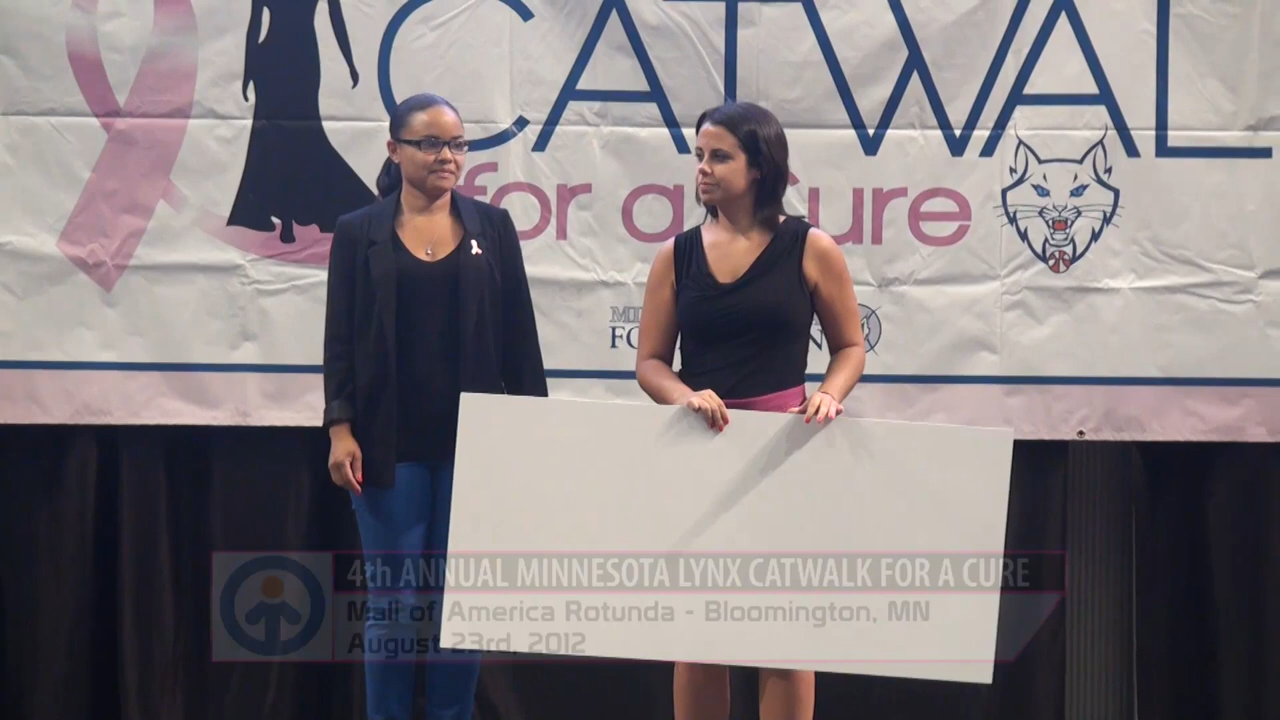 CATWAL
for a Cure
4th ANNUAL MINNESOTA LYNX CATWALK FOR A CURE
Mall of America Rotunda - Bloomington, MN
August 23rd, 2012